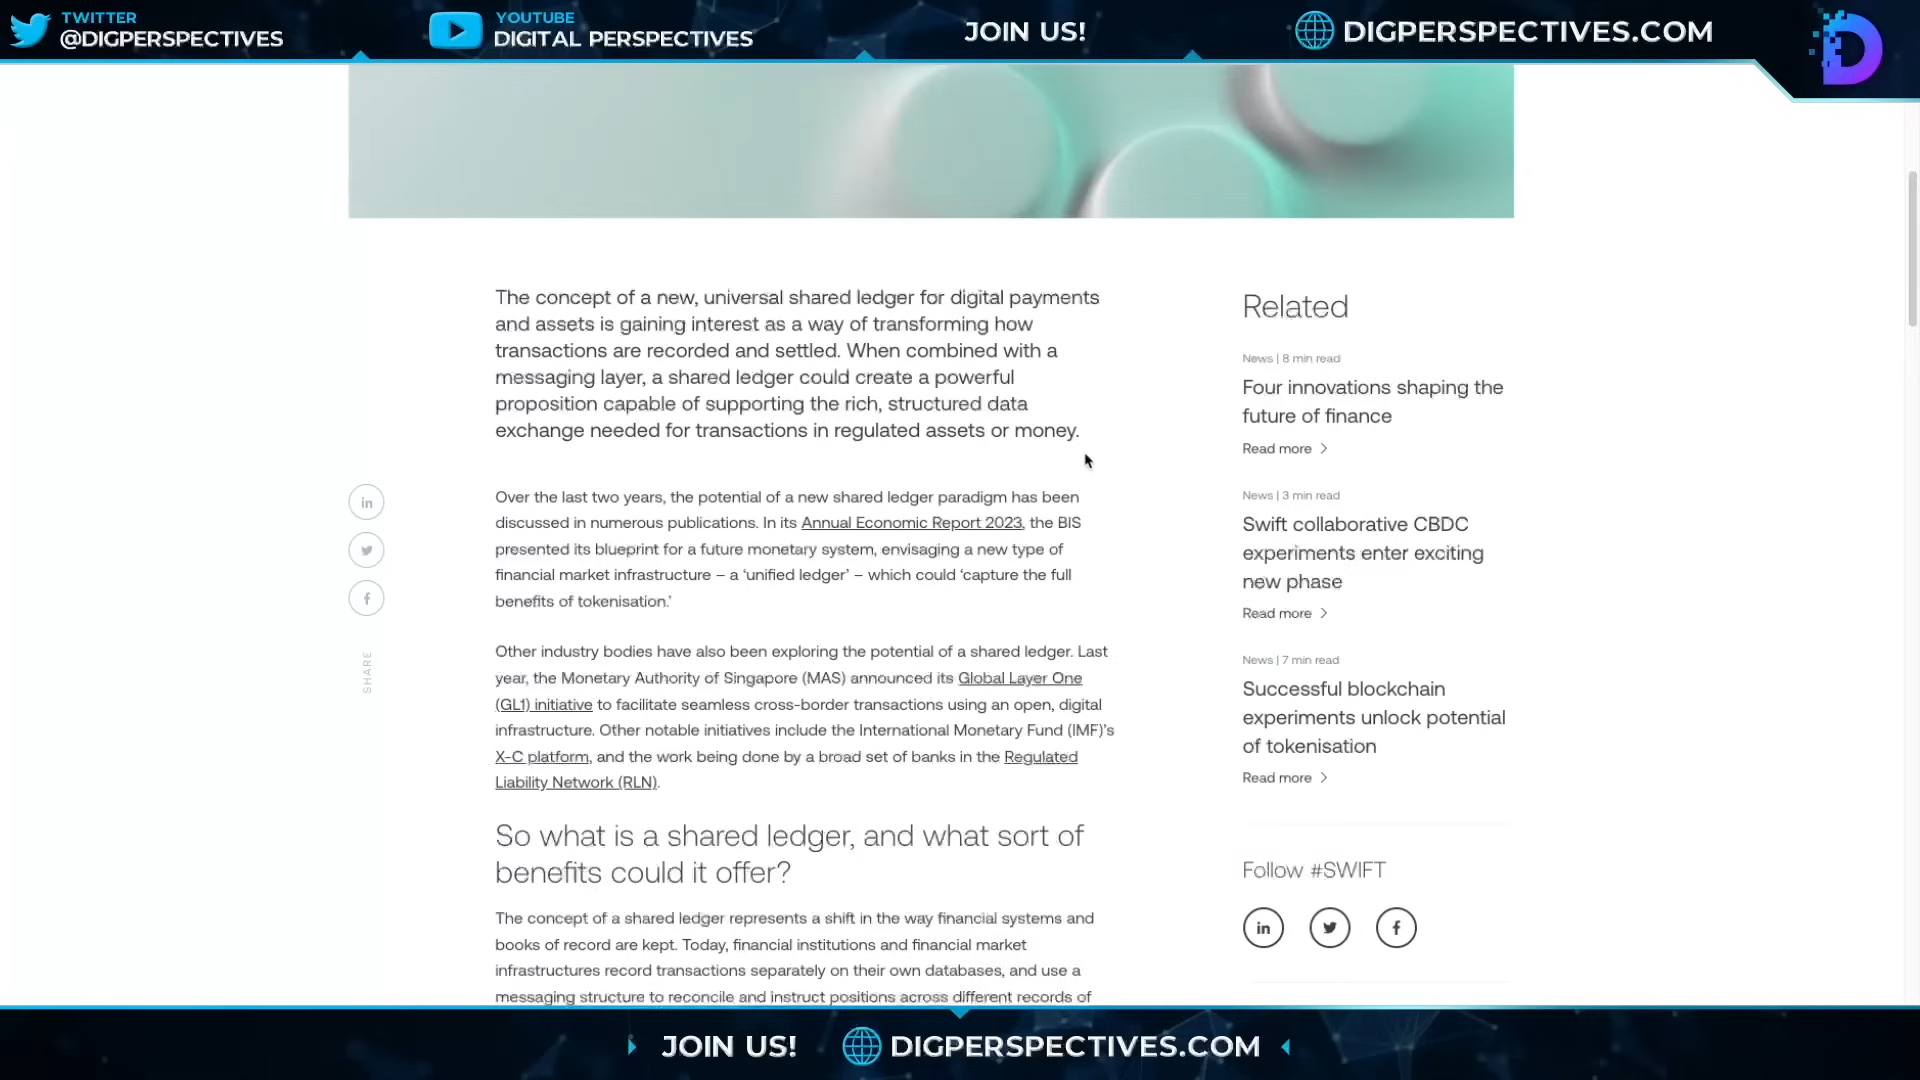 TWITTER
@DIGPERSPECTIVES
YOUTUBE
DIGITAL PERSPECTIVES
JOIN US!
DIGPERSPECTIVES.COM
The concept of a new, universal shared ledger for digital payments
and assets is gaining interest as a way of transforming how
transactions are recorded and settled. When combined with a
messaging layer, a shared ledger could create a powerful
proposition capable of supporting the rich, structured data
exchange needed for transactions in regulated assets or money.
Over the last two years, the potential of a new shared ledger paradigm has been
discussed in numerous publications. In its Annual Economic Report 2023, the BIS
presented its blueprint for a future monetary system, envisaging a new type of
financial market infrastructure – a ‘unified ledger’ – which could ‘capture the full
benefits of tokenisation.’
Other industry bodies have also been exploring the potential of a shared ledger. Last
year, the Monetary Authority of Singapore (MAS) announced its Global Layer One
(GL1) initiative to facilitate seamless cross-border transactions using an open, digital
infrastructure. Other notable initiatives include the International Monetary Fund (IMF)’s
X-C platform, and the work being done by a broad set of banks in the Regulated
Liability Network (RLN).
So what is a shared ledger, and what sort of
benefits could it offer?
The concept of a shared ledger represents a shift in the way financial systems and
books of record are kept. Today, financial institutions and financial market
infrastructures record transactions separately on their own databases, and use a
messaging structure to reconcile and instruct positions across different records of
SHARE
Related
News | 8 min read
Four innovations shaping the
future of finance
Read more
News | 3 min read
Swift collaborative CBDC
experiments enter exciting
new phase
Read more
News | 7 min read
Successful blockchain
experiments unlock potential
of tokenisation
Read more
Follow #SWIFT
JOIN US!
DIGPERSPECTIVES.COM